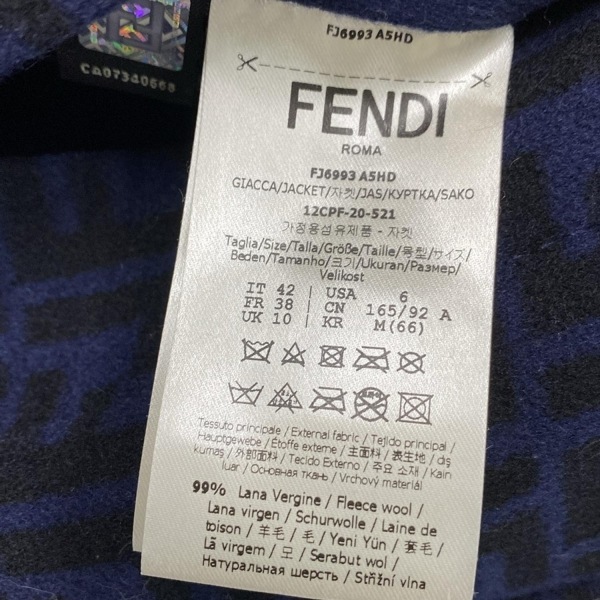 CA07340668
FJ6993 A5HD
FENDI
ROMA
FJ6993 A5HD
GIACCA/JACKET/자켓/JAS/КУРТКА/SAKO
12CPF-20-521
가정용섬유제품 - 자켓
Taglia/Size/Talla/Größe/Taille/号型/サイズ/
Beden/Tamanho/크기/Ukuran/Размер/
Velikost
IT 42 | USA 6
FR 38 | CN 165/92 A
UK 10 | KR M(66)
Tessuto principale / External fabric / Tejido principal /
Hauptgewebe / Étoffe externe / 主面料 / 表生地 / dış
kumaş / 外部面料 / Tecido Externo / 주요 소재 / Kain
luar / Основная ткань / Vrchový materiál
99% Lana Vergine / Fleece wool /
Lana virgen / Schurwolle / Laine de
toison / 羊毛 / 毛 / Yeni Yün / 套毛 /
Lã virgem / 모 / Serabut wol /
Натуральная шерсть / Střižní vlna